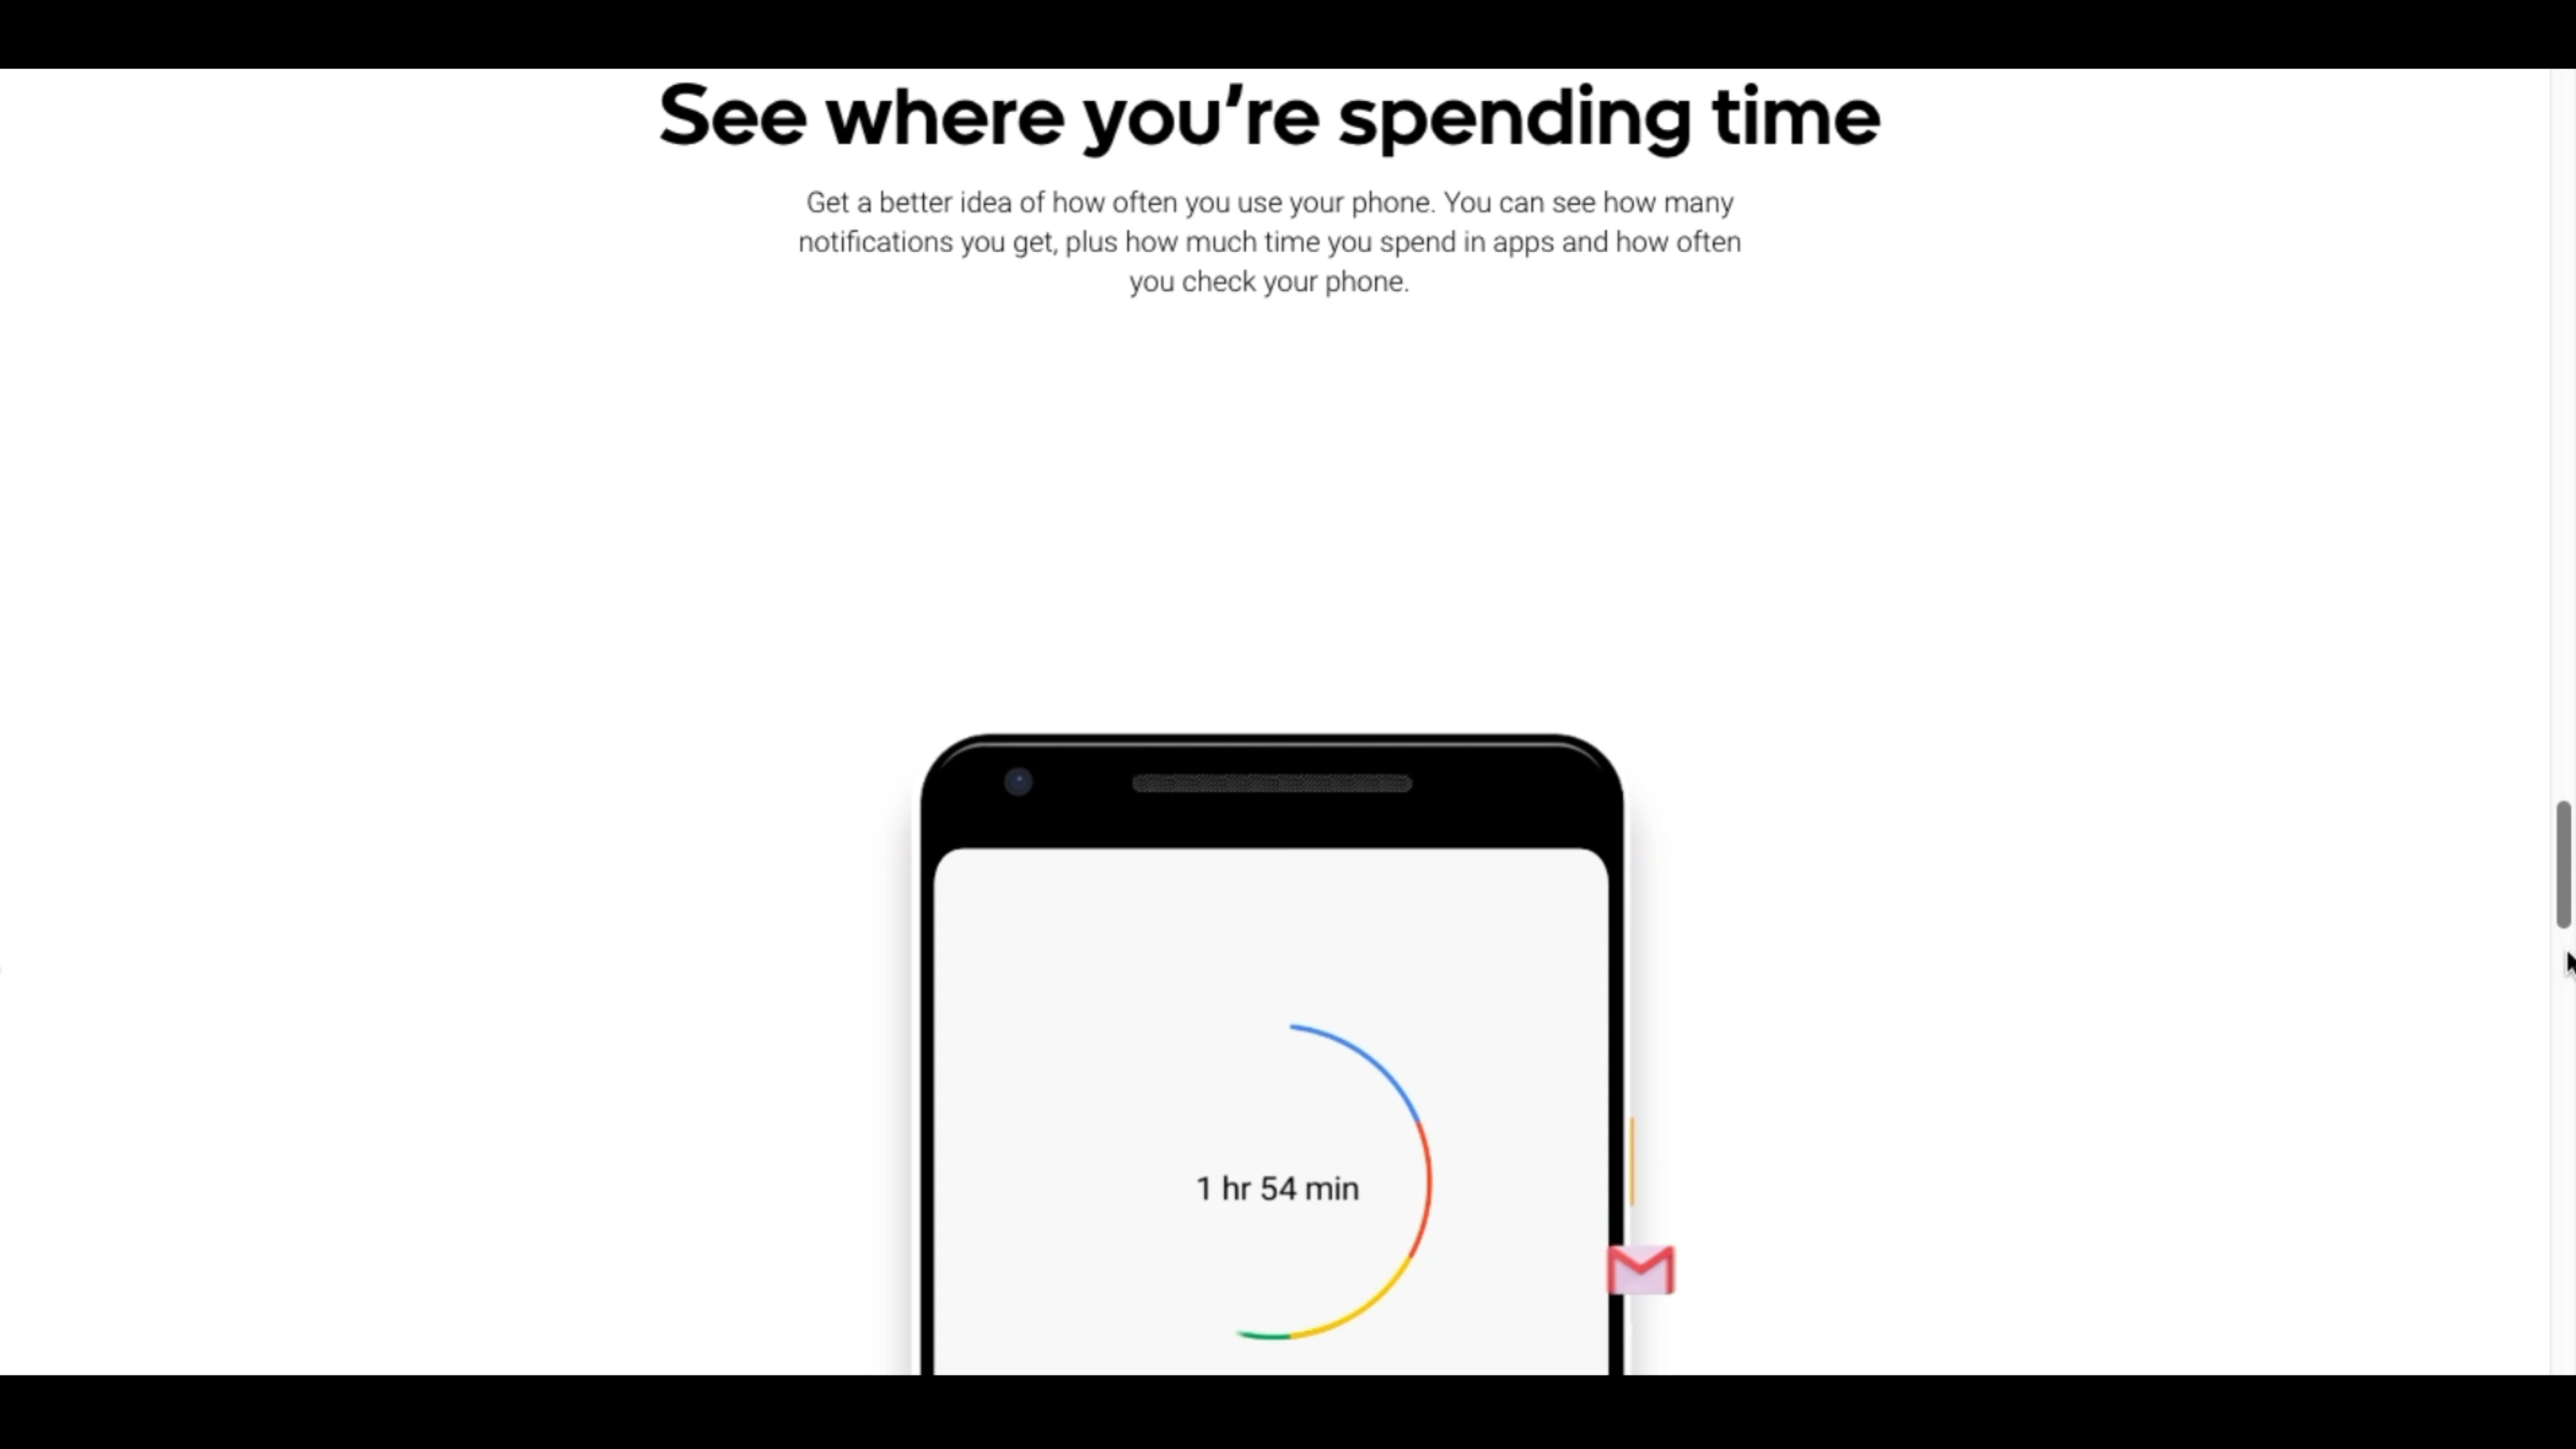 See where you’re spending time
Get a better idea of how often you use your phone. You can see how many
notifications you get, plus how much time you spend in apps and how often
you check your phone.
1 hr 54 min